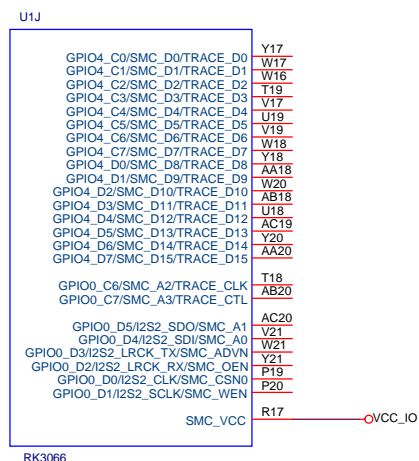 U1J
GPIO4_C0/SMC_D0/TRACE_D0 Y17
GPIO4_C1/SMC_D1/TRACE_D1 W17
GPIO4_C2/SMC_D2/TRACE_D2 W16
GPIO4_C3/SMC_D3/TRACE_D3 T19
GPIO4_C4/SMC_D4/TRACE_D4 V17
GPIO4_C5/SMC_D5/TRACE_D5 U19
GPIO4_C6/SMC_D6/TRACE_D6 V19
GPIO4_C7/SMC_D7/TRACE_D7 W18
GPIO4_D0/SMC_D8/TRACE_D8 Y18
GPIO4_D1/SMC_D9/TRACE_D9 AA18
GPIO4_D2/SMC_D10/TRACE_D10 W20
GPIO4_D3/SMC_D11/TRACE_D11 AB18
GPIO4_D4/SMC_D12/TRACE_D12 U18
GPIO4_D5/SMC_D13/TRACE_D13 AC19
GPIO4_D6/SMC_D14/TRACE_D14 Y20
GPIO4_D7/SMC_D15/TRACE_D15 AA20
GPIO0_C6/SMC_A2/TRACE_CLK T18
GPIO0_C7/SMC_A3/TRACE_CTL AB20
GPIO0_D5/I2S2_SDO/SMC_A1 AC20
GPIO0_D4/I2S2_SDI/SMC_A0 V21
GPIO0_D3/I2S2_LRCK_TX/SMC_ADVN W21
GPIO0_D2/I2S2_LRCK_RX/SMC_OEN Y21
GPIO0_D0/I2S2_CLK/SMC_CSN0 P19
GPIO0_D1/I2S2_SCLK/SMC_WEN P20
SMC_VCC R17 VCC_IO
RK3066